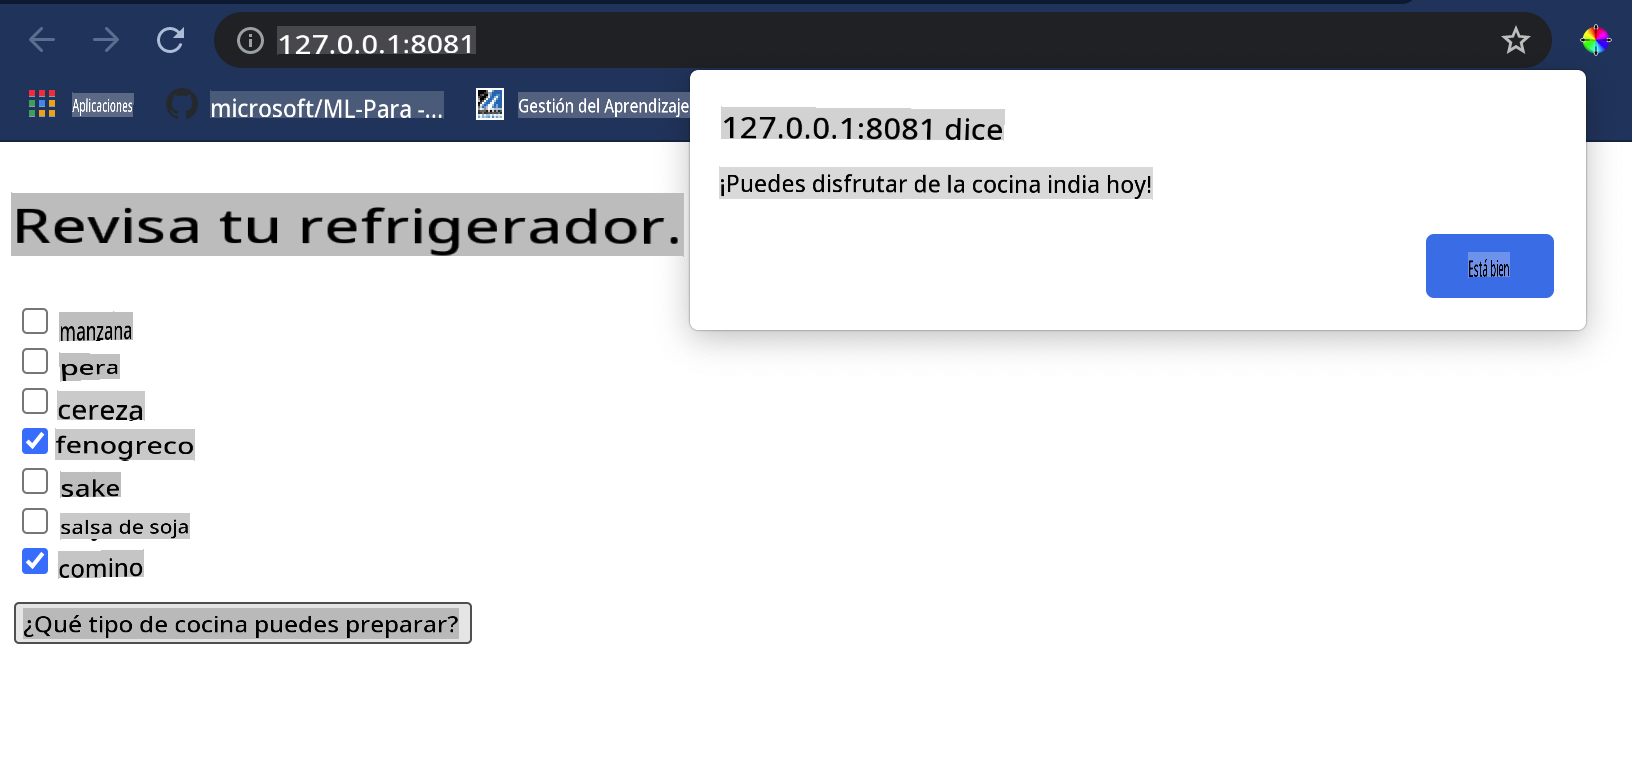 127.0.0.1:8081
Aplicaciones
microsoft/ML-Para -...
Gestión del Aprendizaje
127.0.0.1:8081 dice
¡Puedes disfrutar de la cocina india hoy!
Está bien
Revisa tu refrigerador.
manzana
pera
cereza
fenogreco
sake
salsa de soja
comino
¿Qué tipo de cocina puedes preparar?